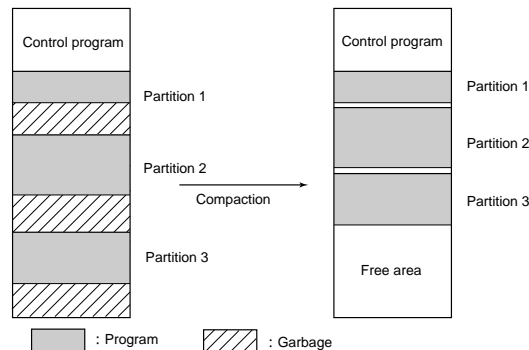 Control program
Partition 1
Partition 2
Compaction
Partition 3
Control program
Partition 1
Partition 2
Partition 3
Free area
: Program
: Garbage